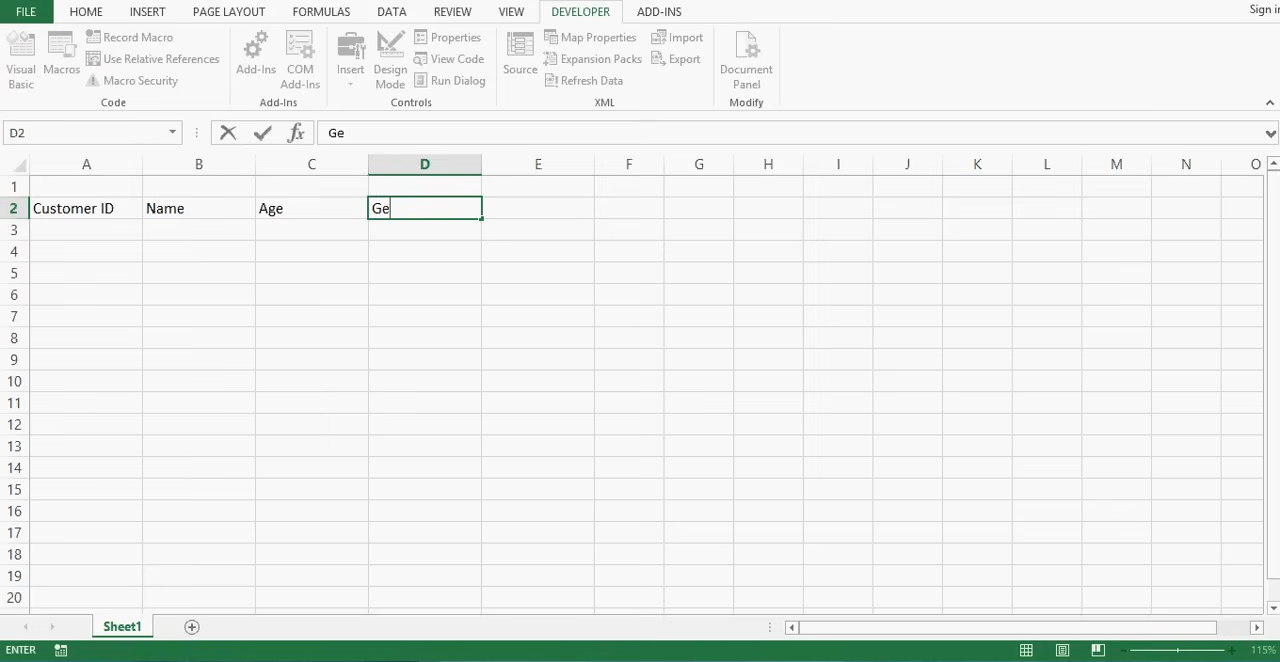 FILE HOME INSERT PAGE LAYOUT FORMULAS DATA REVIEW VIEW DEVELOPER ADD-INS Sign in
Visual Basic
Macros
Record Macro
Use Relative References
Macro Security
Code
Add-Ins
COM Add-Ins
Add-Ins
Insert
Design Mode
Properties
View Code
Run Dialog
Controls
Source
Map Properties
Expansion Packs
Refresh Data
Import
Export
XML
Document Panel
Modify
D2 fx Ge
A B C D E F G H I J K L M N O
1
2 Customer ID Name Age Ge
3
4
5
6
7
8
9
10
11
12
13
14
15
16
17
18
19
20
Sheet1
ENTER 115%